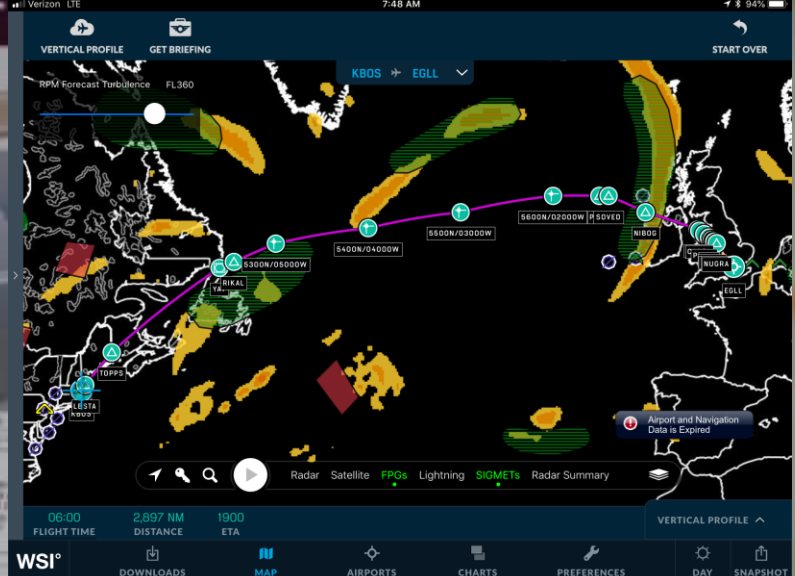 Verizon LTE 7:48 AM 94%
VERTICAL PROFILE GET BRIEFING START OVER
KBOS EGLL
RPM Forecast Turbulence FL360
5600N/02000W P SOVED
5500N/03000W
NIBOG
5400N/04000W
5300N/05000W
NUGRA
RIKAL
EGLL
TOPPS
LBSTA
KBOS
Airport and Navigation
Data is Expired
Radar Satellite FPGs Lightning SIGMETs Radar Summary
06:00 2,897 NM 1900
FLIGHT TIME DISTANCE ETA
VERTICAL PROFILE
WSI
DOWNLOADS MAP AIRPORTS CHARTS PREFERENCES DAY SNAPSHOT